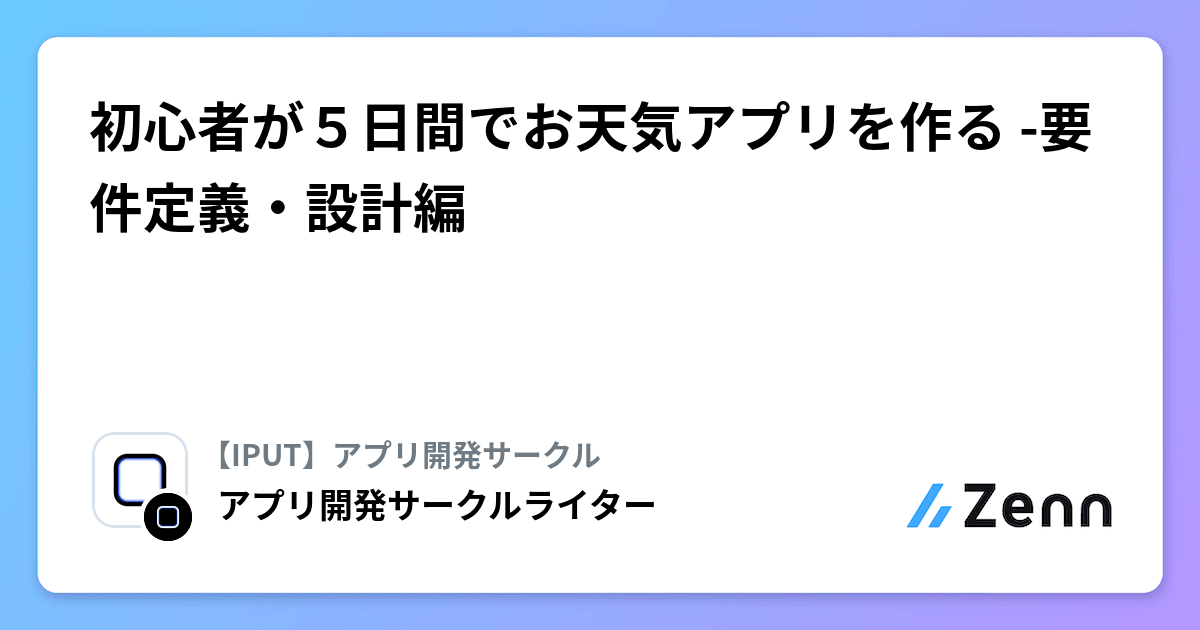 初心者が５日間でお天気アプリを作る -要
件定義・設計編
【IPUT】アプリ開発サークル
アプリ開発サークルライター
Zenn